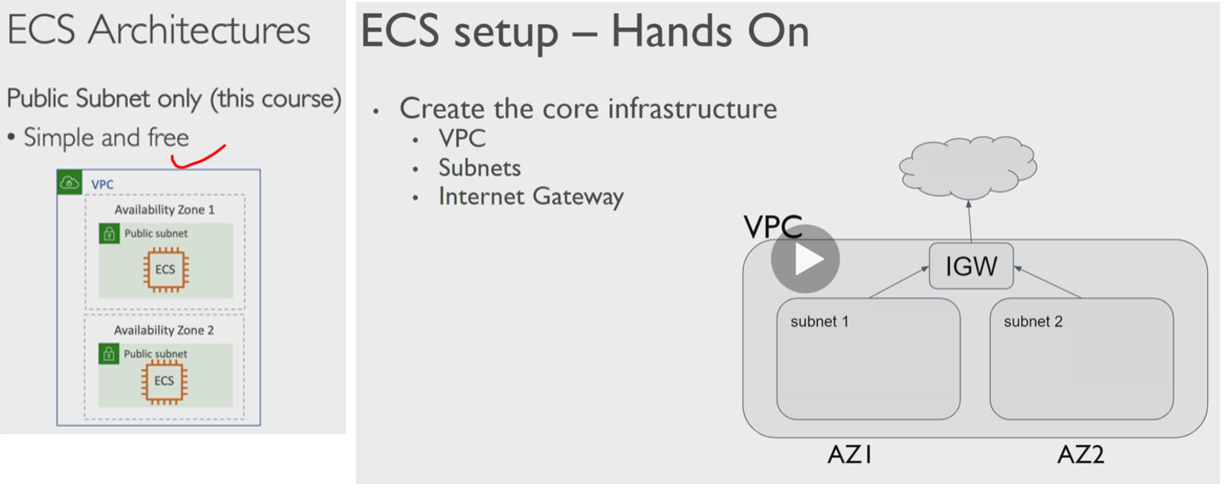 ECS Architectures
Public Subnet only (this course)
• Simple and free
VPC
Availability Zone 1
Public subnet
ECS
Availability Zone 2
Public subnet
ECS
ECS setup – Hands On
• Create the core infrastructure
• VPC
• Subnets
• Internet Gateway
VPC
IGW
subnet 1
subnet 2
AZ1
AZ2